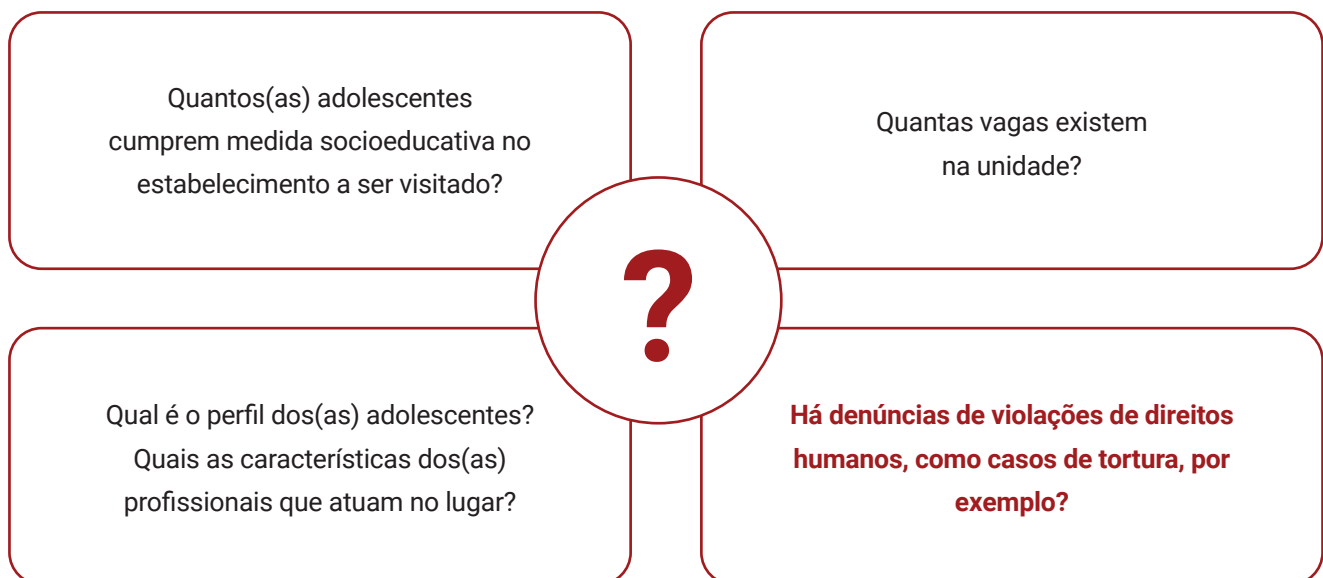 Quantos(as) adolescentes
cumprem medida socioeducativa no
estabelecimento a ser visitado?
Quantas vagas existem
na unidade?
?
Qual é o perfil dos(as) adolescentes?
Quais as características dos(as)
profissionais que atuam no lugar?
Há denúncias de violações de direitos
humanos, como casos de tortura, por
exemplo?